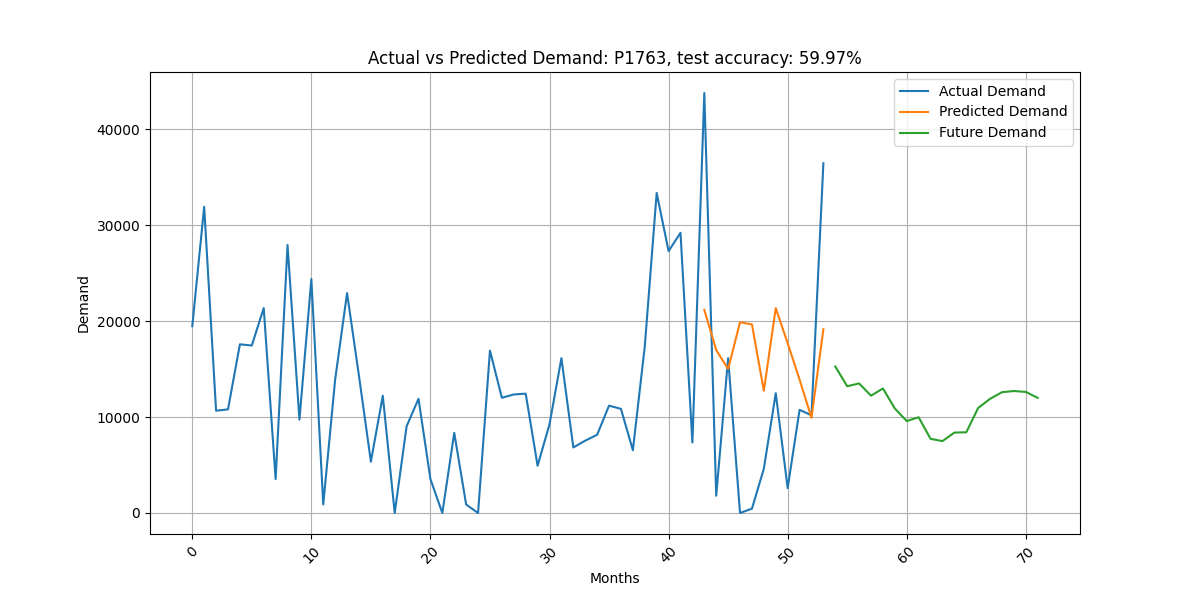 Actual vs Predicted Demand: P1763, test accuracy: 59.97%
Actual Demand
Predicted Demand
Future Demand
40000
30000
20000
10000
0
Demand
0 10 20 30 40 50 60 70
Months